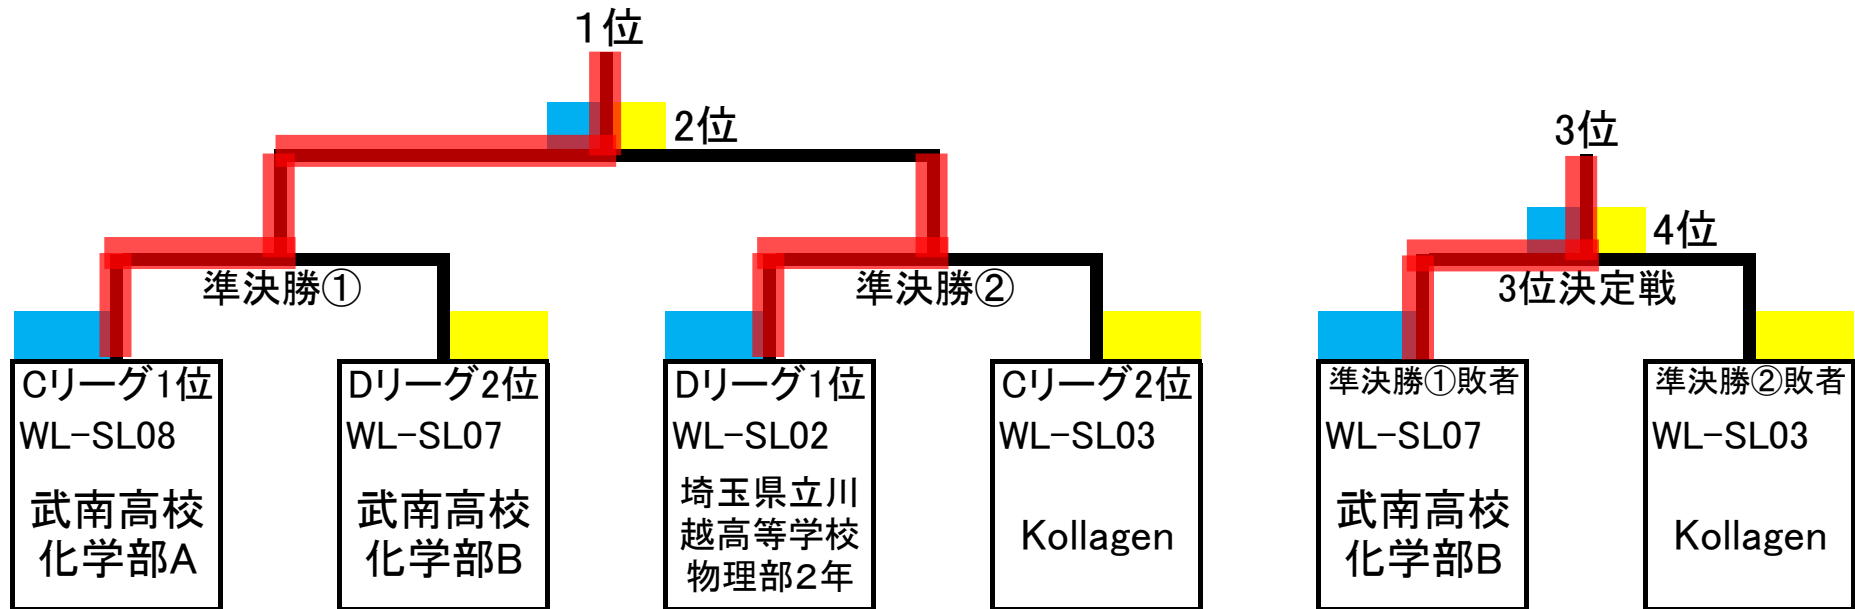 1位
2位
3位
4位
準決勝①
準決勝②
3位決定戦
Cリーグ1位
WL-SL08
武南高校
化学部A
Dリーグ2位
WL-SL07
武南高校
化学部B
Dリーグ1位
WL-SL02
埼玉県立川
越高等学校
物理部2年
Cリーグ2位
WL-SL03
Kollagen
準決勝①敗者
WL-SL07
武南高校
化学部B
準決勝②敗者
WL-SL03
Kollagen